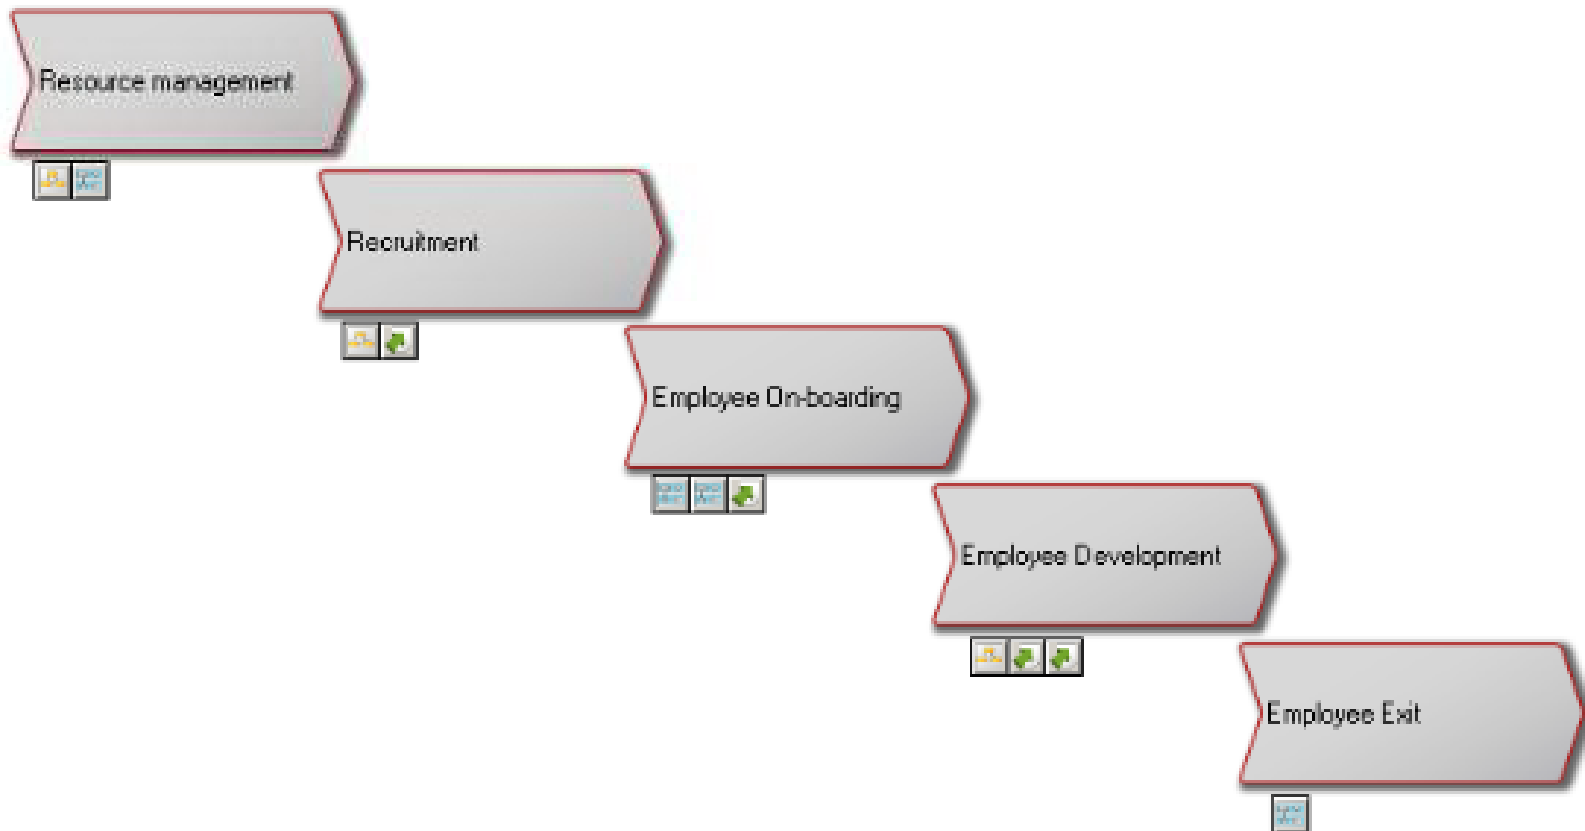 Resource management
Recruitment
Employee On-boarding
Employee Development
Employee Exit